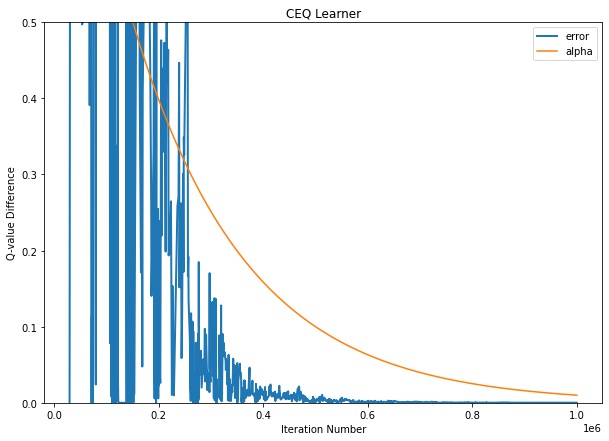 CEQ Learner
error
alpha
Q-value Difference
0.5
0.4
0.3
0.2
0.1
0.0
0.0 0.2 0.4 0.6 0.8 1.0
1e6
Iteration Number